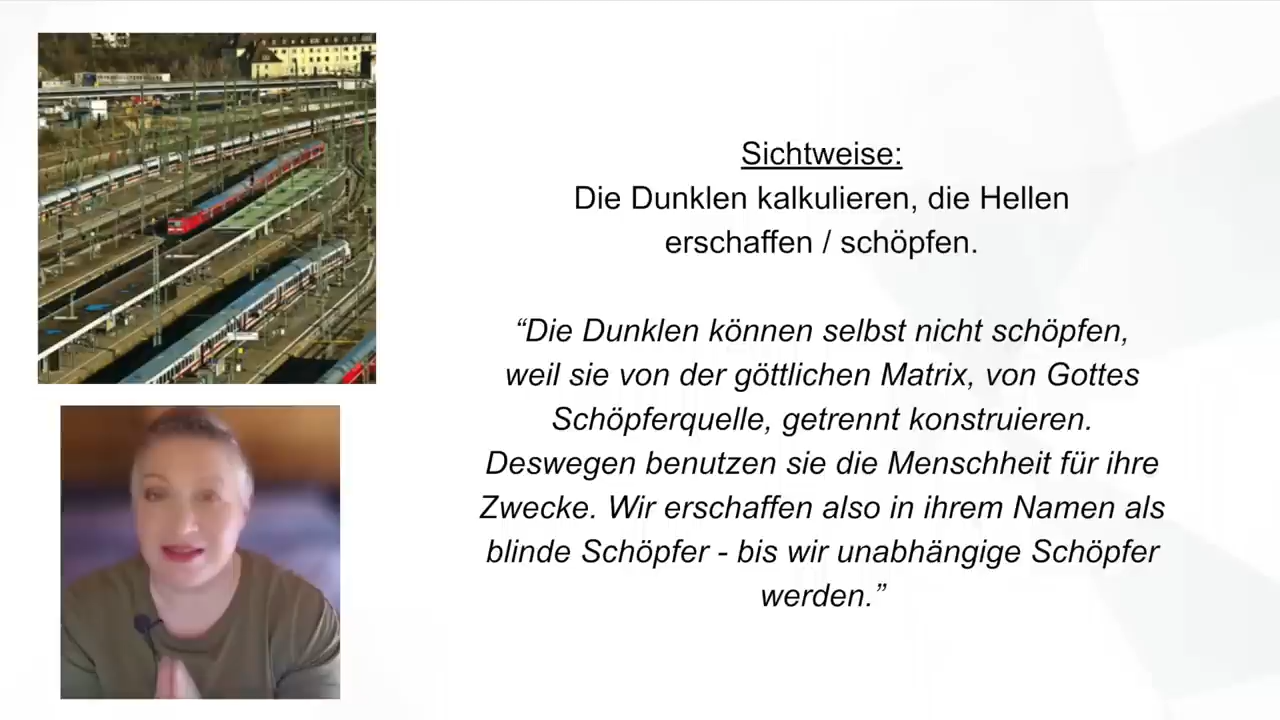 Sichtweise:
Die Dunklen kalkulieren, die Hellen
erschaffen / schöpfen.
“Die Dunklen können selbst nicht schöpfen,
weil sie von der göttlichen Matrix, von Gottes
Schöpferquelle, getrennt konstruieren.
Deswegen benutzen sie die Menschheit für ihre
Zwecke. Wir erschaffen also in ihrem Namen als
blinde Schöpfer - bis wir unabhängige Schöpfer
werden.”